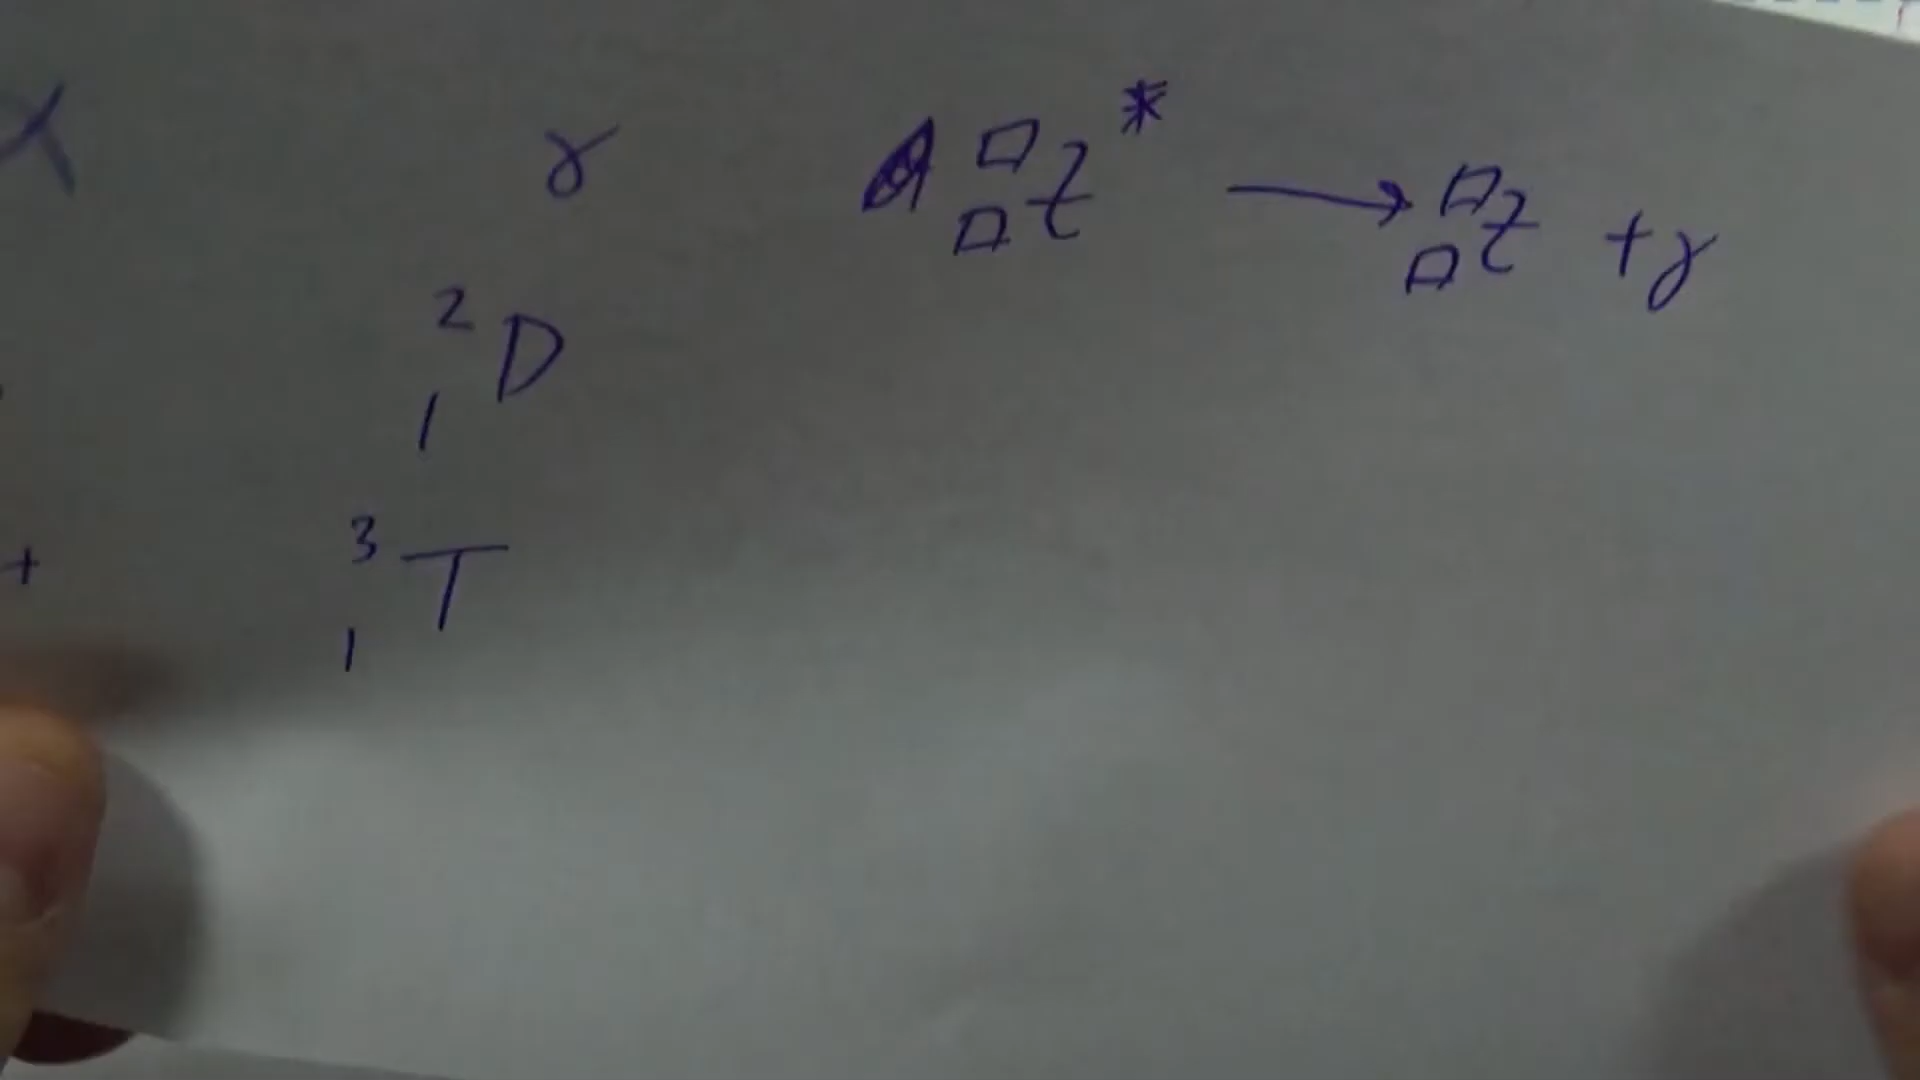 α γ □□Z* → □□Z + γ
²₁D
³₁T
+